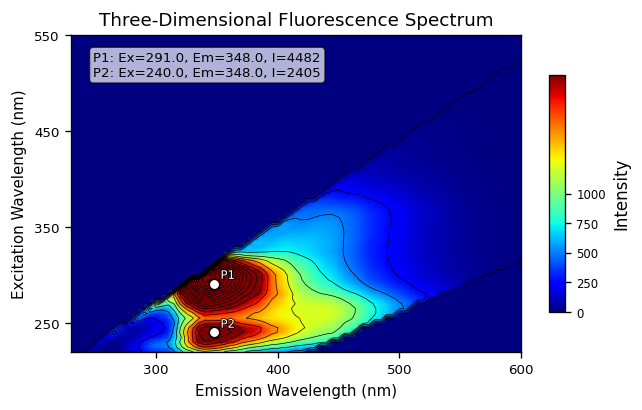 Three-Dimensional Fluorescence Spectrum
P1: Ex=291.0, Em=348.0, I=4482
P2: Ex=240.0, Em=348.0, I=2405
Excitation Wavelength (nm)
550
450
350
250
P1
P2
300
400
500
600
Emission Wavelength (nm)
1000
750
500
250
0
Intensity